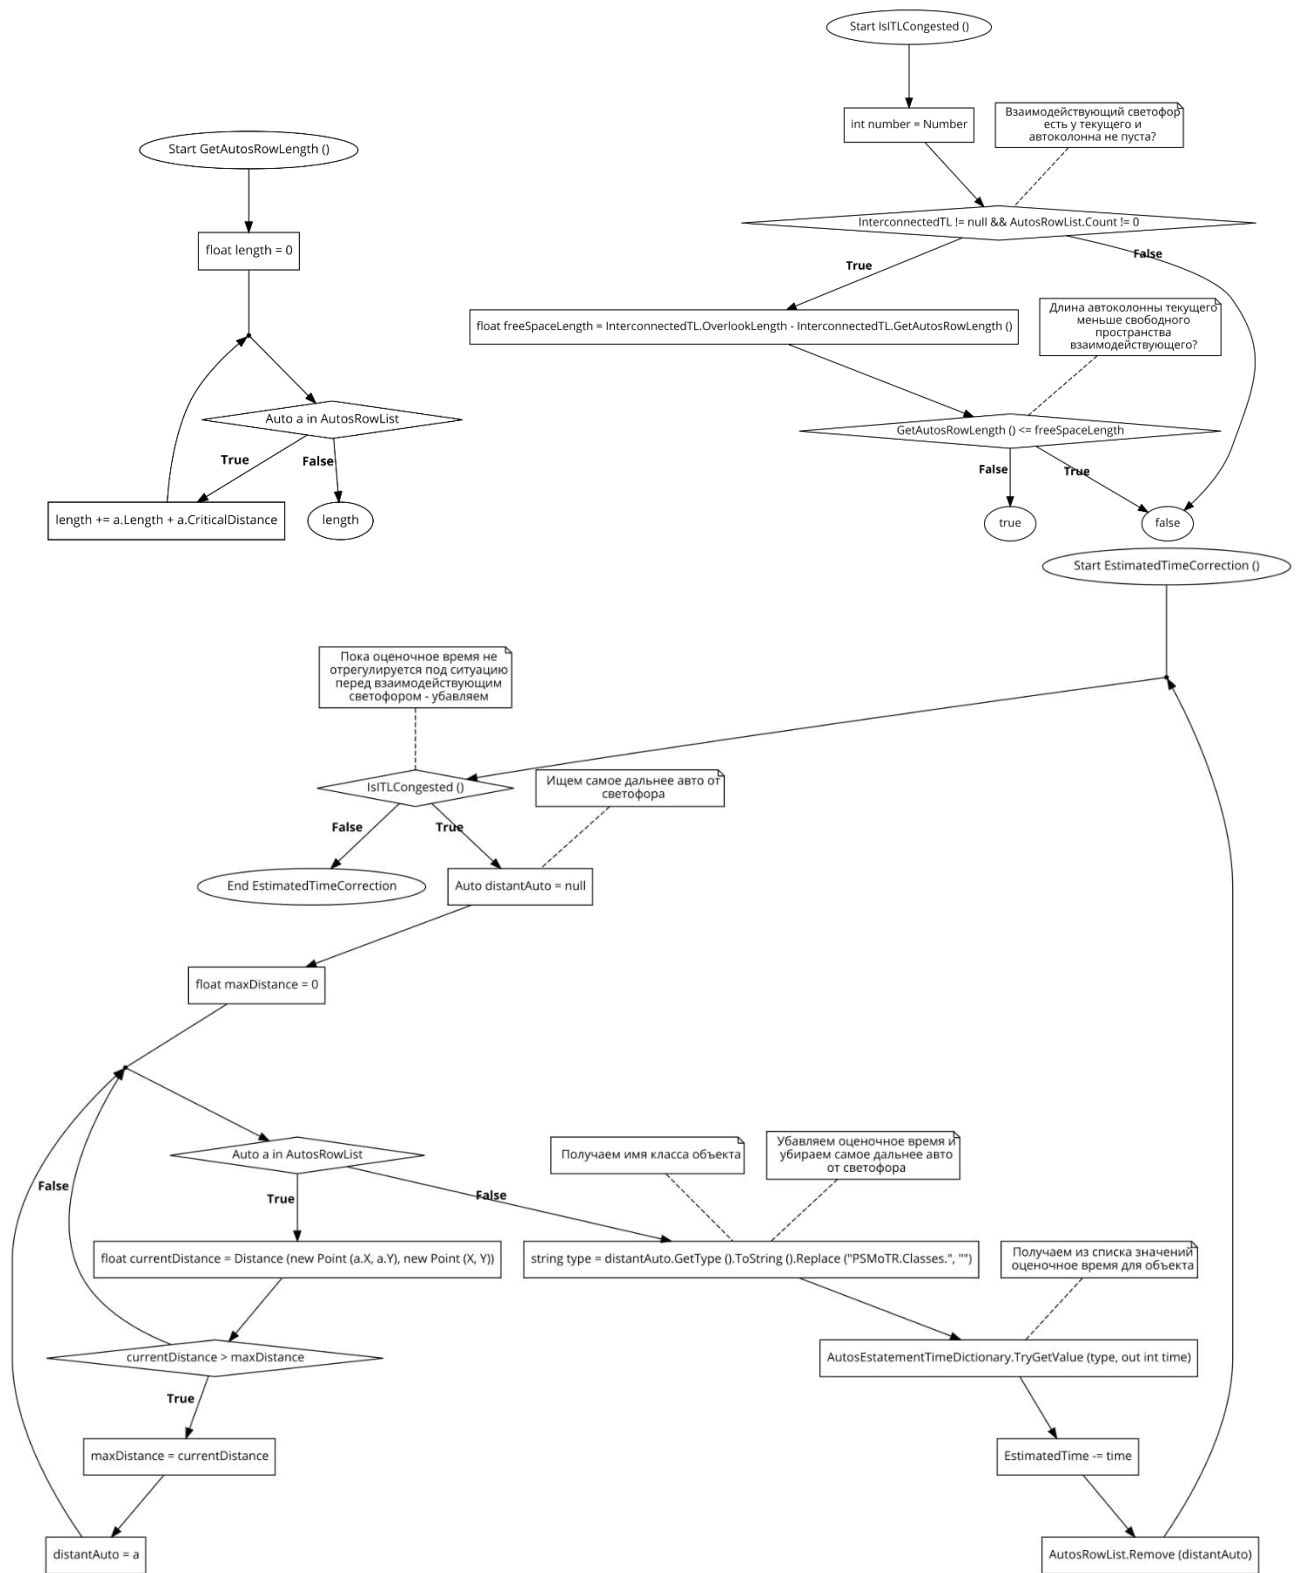 Start IsITLCongested ()
int number = Number
Взаимодействующий светофор
есть у текущего и
автоколонна не пуста?
InterconnectedTL != null && AutosRowList.Count != 0
True
False
float freeSpaceLength = InterconnectedTL.OverlookLength - InterconnectedTL.GetAutosRowLength ()
Длина автоколонны текущего
меньше свободного
пространства
взаимодействующего?
GetAutosRowLength () <= freeSpaceLength
False
True
true
false
Start GetAutosRowLength ()
float length = 0
Auto a in AutosRowList
True
False
length += a.Length + a.CriticalDistance
length
Start EstimatedTimeCorrection ()
Пока оценочное время не
отрегулируется под ситуацию
перед взаимодействующим
светофором - убавляем
IsITLCongested ()
Ищем самое дальнее авто от
светофора
False
True
End EstimatedTimeCorrection
Auto distantAuto = null
float maxDistance = 0
Auto a in AutosRowList
True
False
False
Получаем имя класса объекта
Убавляем оценочное время и
убираем самое дальнее авто
от светофора
float currentDistance = Distance (new Point (a.X, a.Y), new Point (X, Y))
string type = distantAuto.GetType ().ToString ().Replace ("PSMoTR.Classes.", "")
Получаем из списка значений
оценочное время для объекта
currentDistance > maxDistance
AutosEstatementTimeDictionary.TryGetValue (type, out int time)
True
maxDistance = currentDistance
EstimatedTime -= time
distantAuto = a
AutosRowList.Remove (distantAuto)